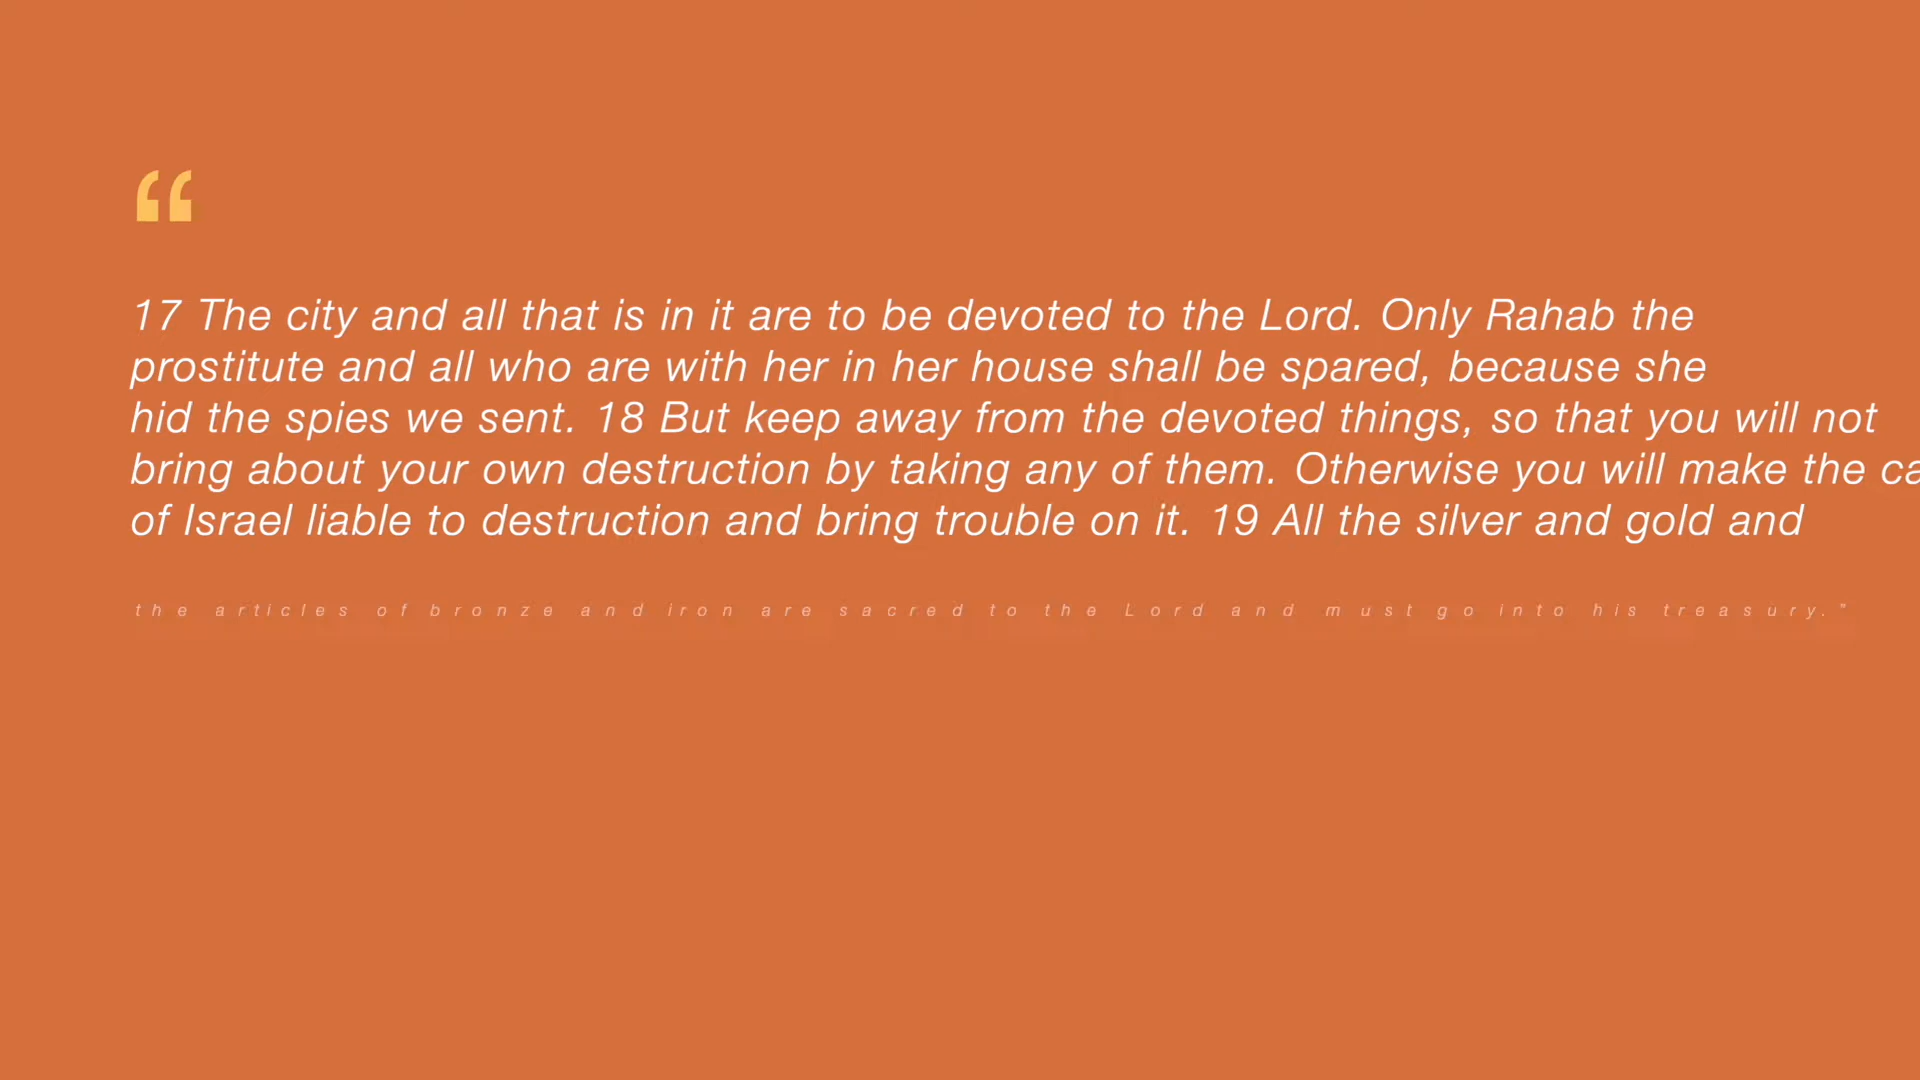 “
17 The city and all that is in it are to be devoted to the Lord. Only Rahab the
prostitute and all who are with her in her house shall be spared, because she
hid the spies we sent. 18 But keep away from the devoted things, so that you will not
bring about your own destruction by taking any of them. Otherwise you will make the ca
of Israel liable to destruction and bring trouble on it. 19 All the silver and gold and
the articles of bronze and iron are sacred to the Lord and must go into his treasury."